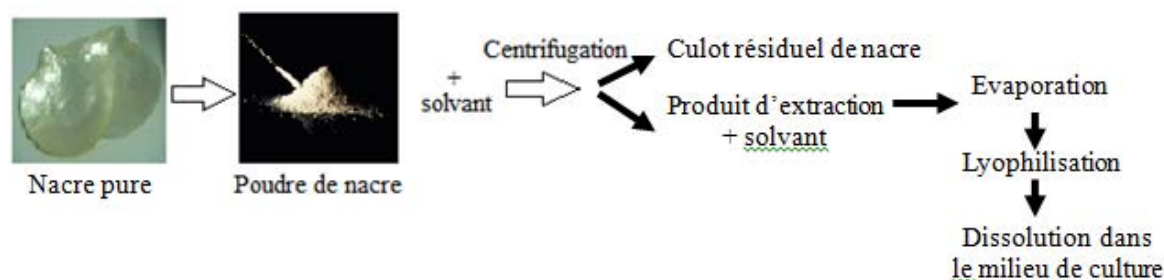 Nacre pure
Poudre de nacre
+
solvant
Centrifugation
Culot résiduel de nacre
Produit d'extraction
+ solvant
Evaporation
Lyophilisation
Dissolution dans
le milieu de culture